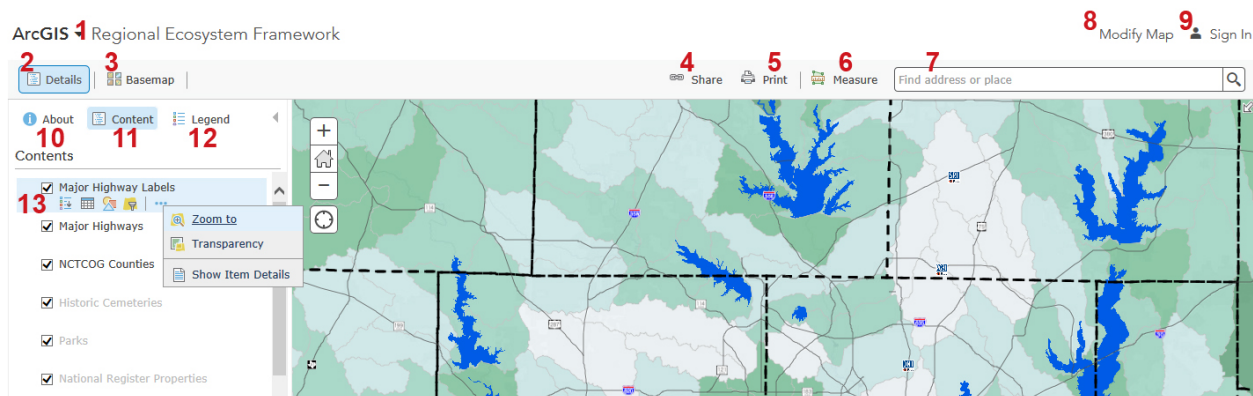 8 9
ArcGIS 1 Regional Ecosystem Framework
Modify Map Sign In
2 3 4 5 6 7
Details Basemap Share Print Measure Find address or place
About Content Legend
10 11 12
Contents
Major Highway Labels
13
Zoom to
Major Highways
Transparency
NCTCOG Counties
Show Item Details
Historic Cemeteries
Parks
National Register Properties